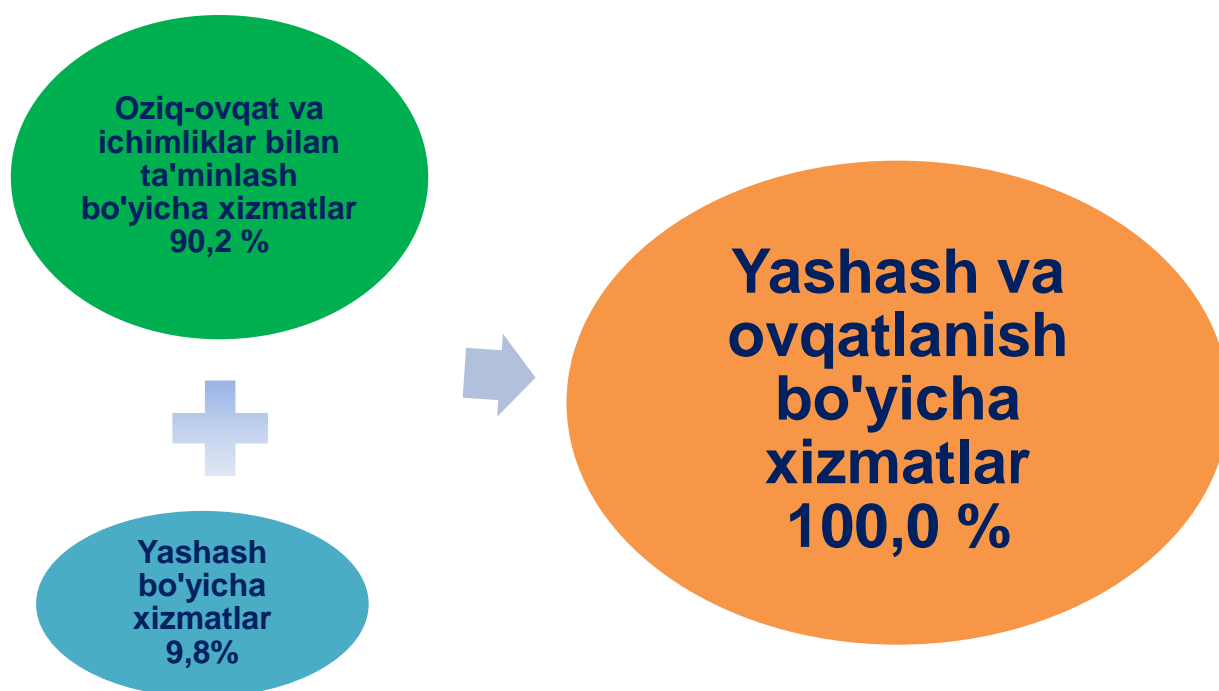 Oziq-ovqat va
ichimliklar bilan
ta'minlash
bo'yicha xizmatlar
90,2 %
Yashash
bo'yicha
xizmatlar
9,8%
Yashash va
ovqatlanish
bo'yicha
xizmatlar
100,0 %